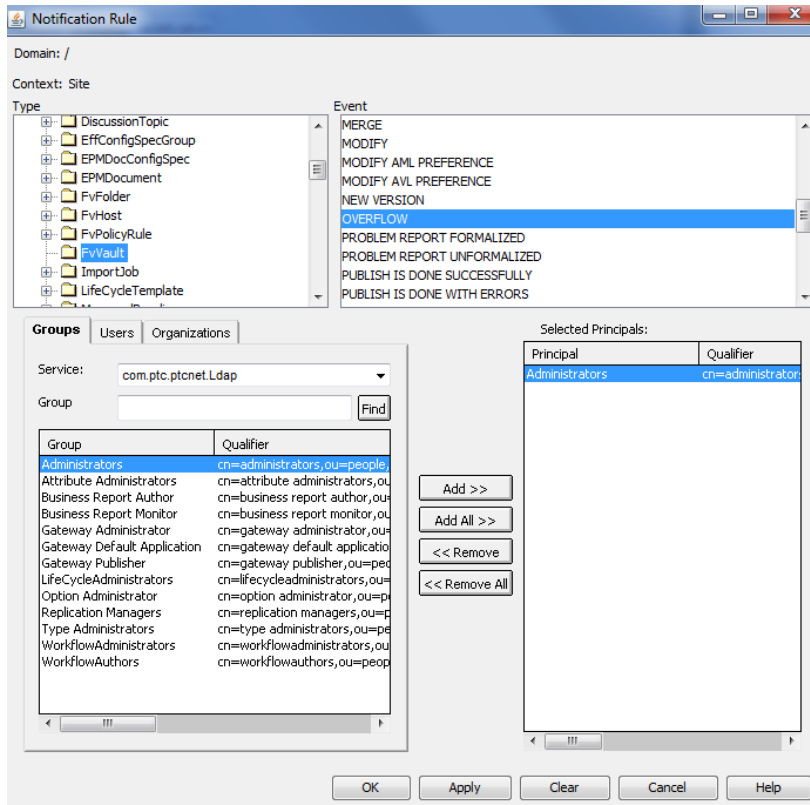 Notification Rule
Domain: /
Context: Site
Type
Event
DiscussionTopic
EffConfigSpecGroup
EPMDocConfigSpec
EPMDocument
FvFolder
FvHost
FvPolicyRule
FvVault
ImportJob
LifeCycleTemplate
MERGE
MODIFY
MODIFY AML PREFERENCE
MODIFY AVL PREFERENCE
NEW VERSION
OVERFLOW
PROBLEM REPORT FORMALIZED
PROBLEM REPORT UNFORMALIZED
PUBLISH IS DONE SUCCESSFULLY
PUBLISH IS DONE WITH ERRORS
Groups Users Organizations
Service: com.ptc.ptcnet.Ldap
Group Find
Group Qualifier
Administrators cn=administrators,ou=people,
Attribute Administrators cn=attribute administrators,ou
Business Report Author cn=business report author,ou=
Business Report Monitor cn=business report monitor,ou
Gateway Administrator cn=gateway administrator,ou=
Gateway Default Application cn=gateway default applicatio
Gateway Publisher cn=gateway publisher,ou=peo
LifeCycleAdministrators cn=lifecycleadministrators,ou=
Option Administrator cn=option administrator,ou=p
Replication Managers cn=replication managers,ou=p
Type Administrators cn=type administrators,ou=pe
WorkflowAdministrators cn=workflowadministrators,ou
WorkflowAuthors cn=workflowauthors,ou=peop
Add >>
Add All >>
<< Remove
<< Remove All
Selected Principals:
Principal Qualifier
Administrators cn=administrator
OK Apply Clear Cancel Help